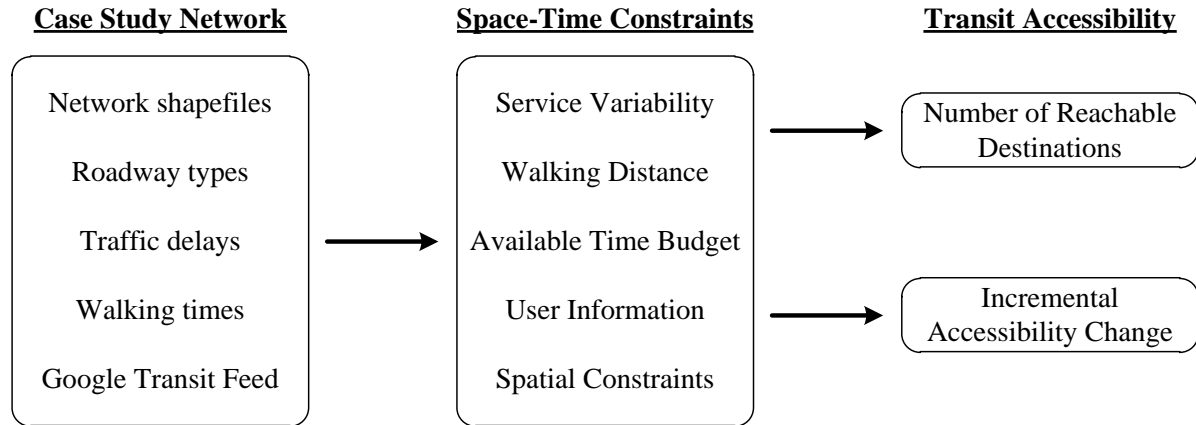 Case Study Network
Network shapefiles
Roadway types
Traffic delays
Walking times
Google Transit Feed
Space-Time Constraints
Service Variability
Walking Distance
Available Time Budget
User Information
Spatial Constraints
Transit Accessibility
Number of Reachable
Destinations
Incremental
Accessibility Change